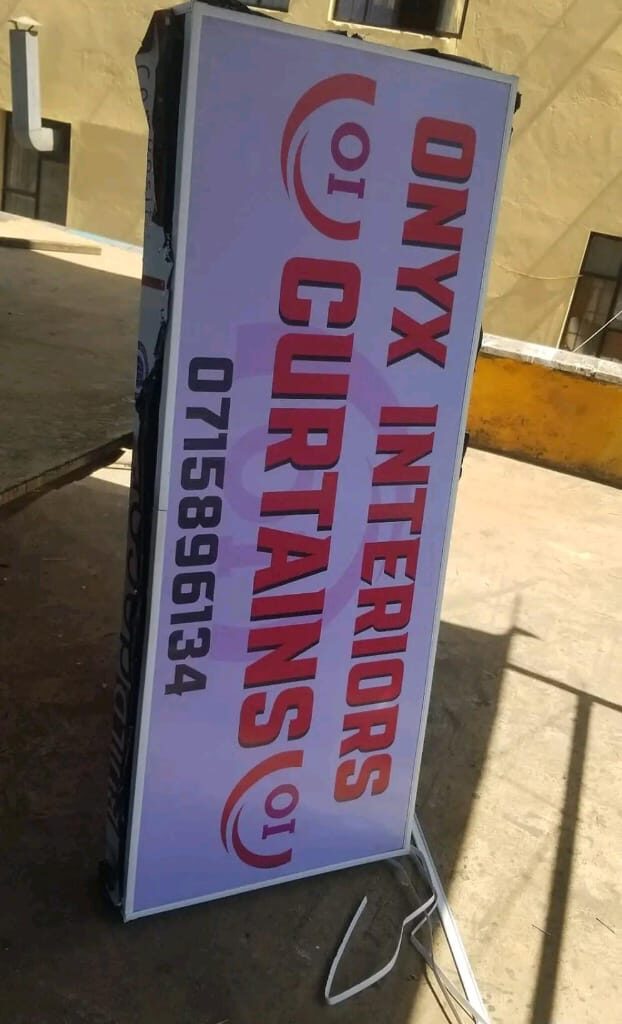 ONYX INTERIORS
OI CURTAINS OI
0715896134